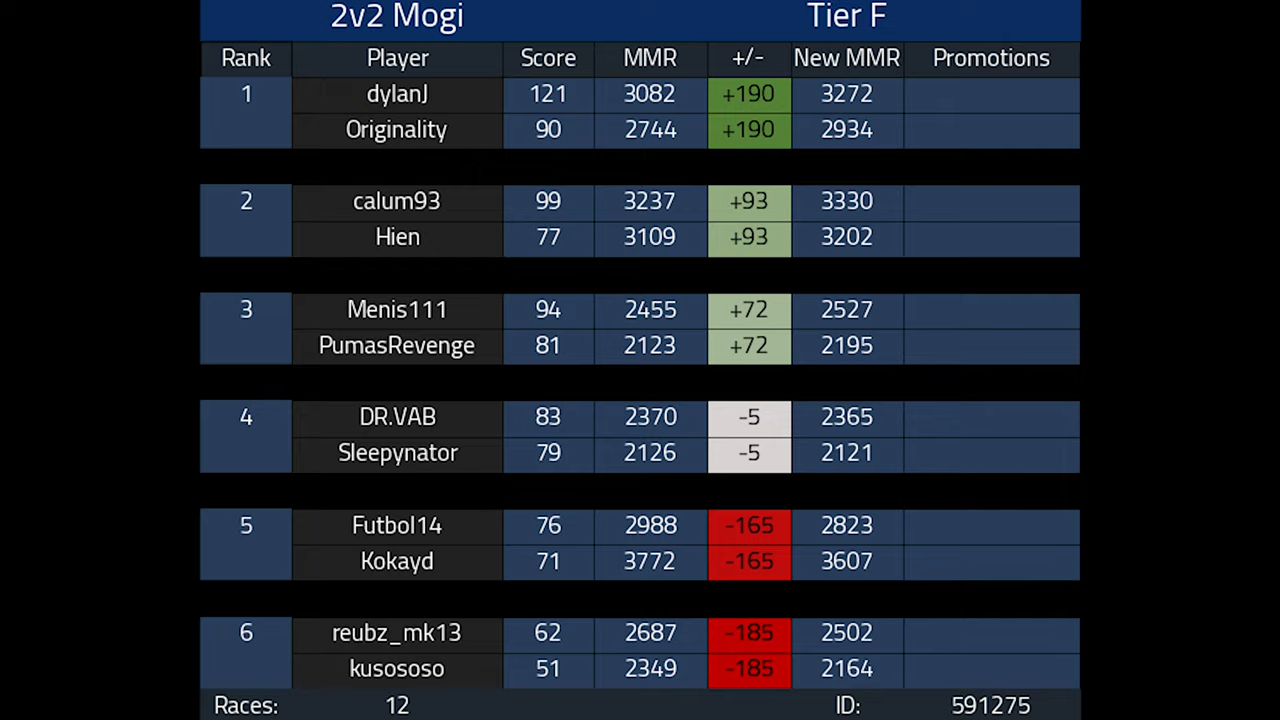 2v2 Mogi Tier F
Rank Player Score MMR +/- New MMR Promotions
1 dylanJ 121 3082 +190 3272
Originality 90 2744 +190 2934
2 calum93 99 3237 +93 3330
Hien 77 3109 +93 3202
3 Menis111 94 2455 +72 2527
PumasRevenge 81 2123 +72 2195
4 DR.VAB 83 2370 -5 2365
Sleepynator 79 2126 -5 2121
5 Futbol14 76 2988 -165 2823
Kokayd 71 3772 -165 3607
6 reubz_mk13 62 2687 -185 2502
kusososo 51 2349 -185 2164
Races: 12 ID: 591275